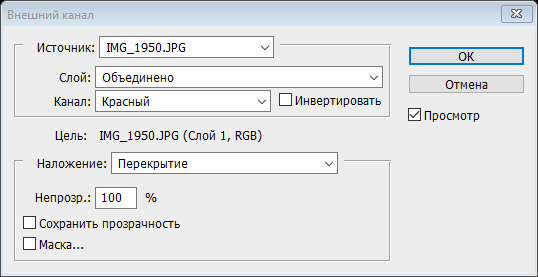 Внешний канал
Источник: IMG_1950.JPG
OK
Слой: Объединено
Отмена
Канал: Красный Инвертировать
Просмотр
Цель: IMG_1950.JPG (Слой 1, RGB)
Наложение: Перекрытие
Непрозр.: 100 %
Сохранить прозрачность
Маска...